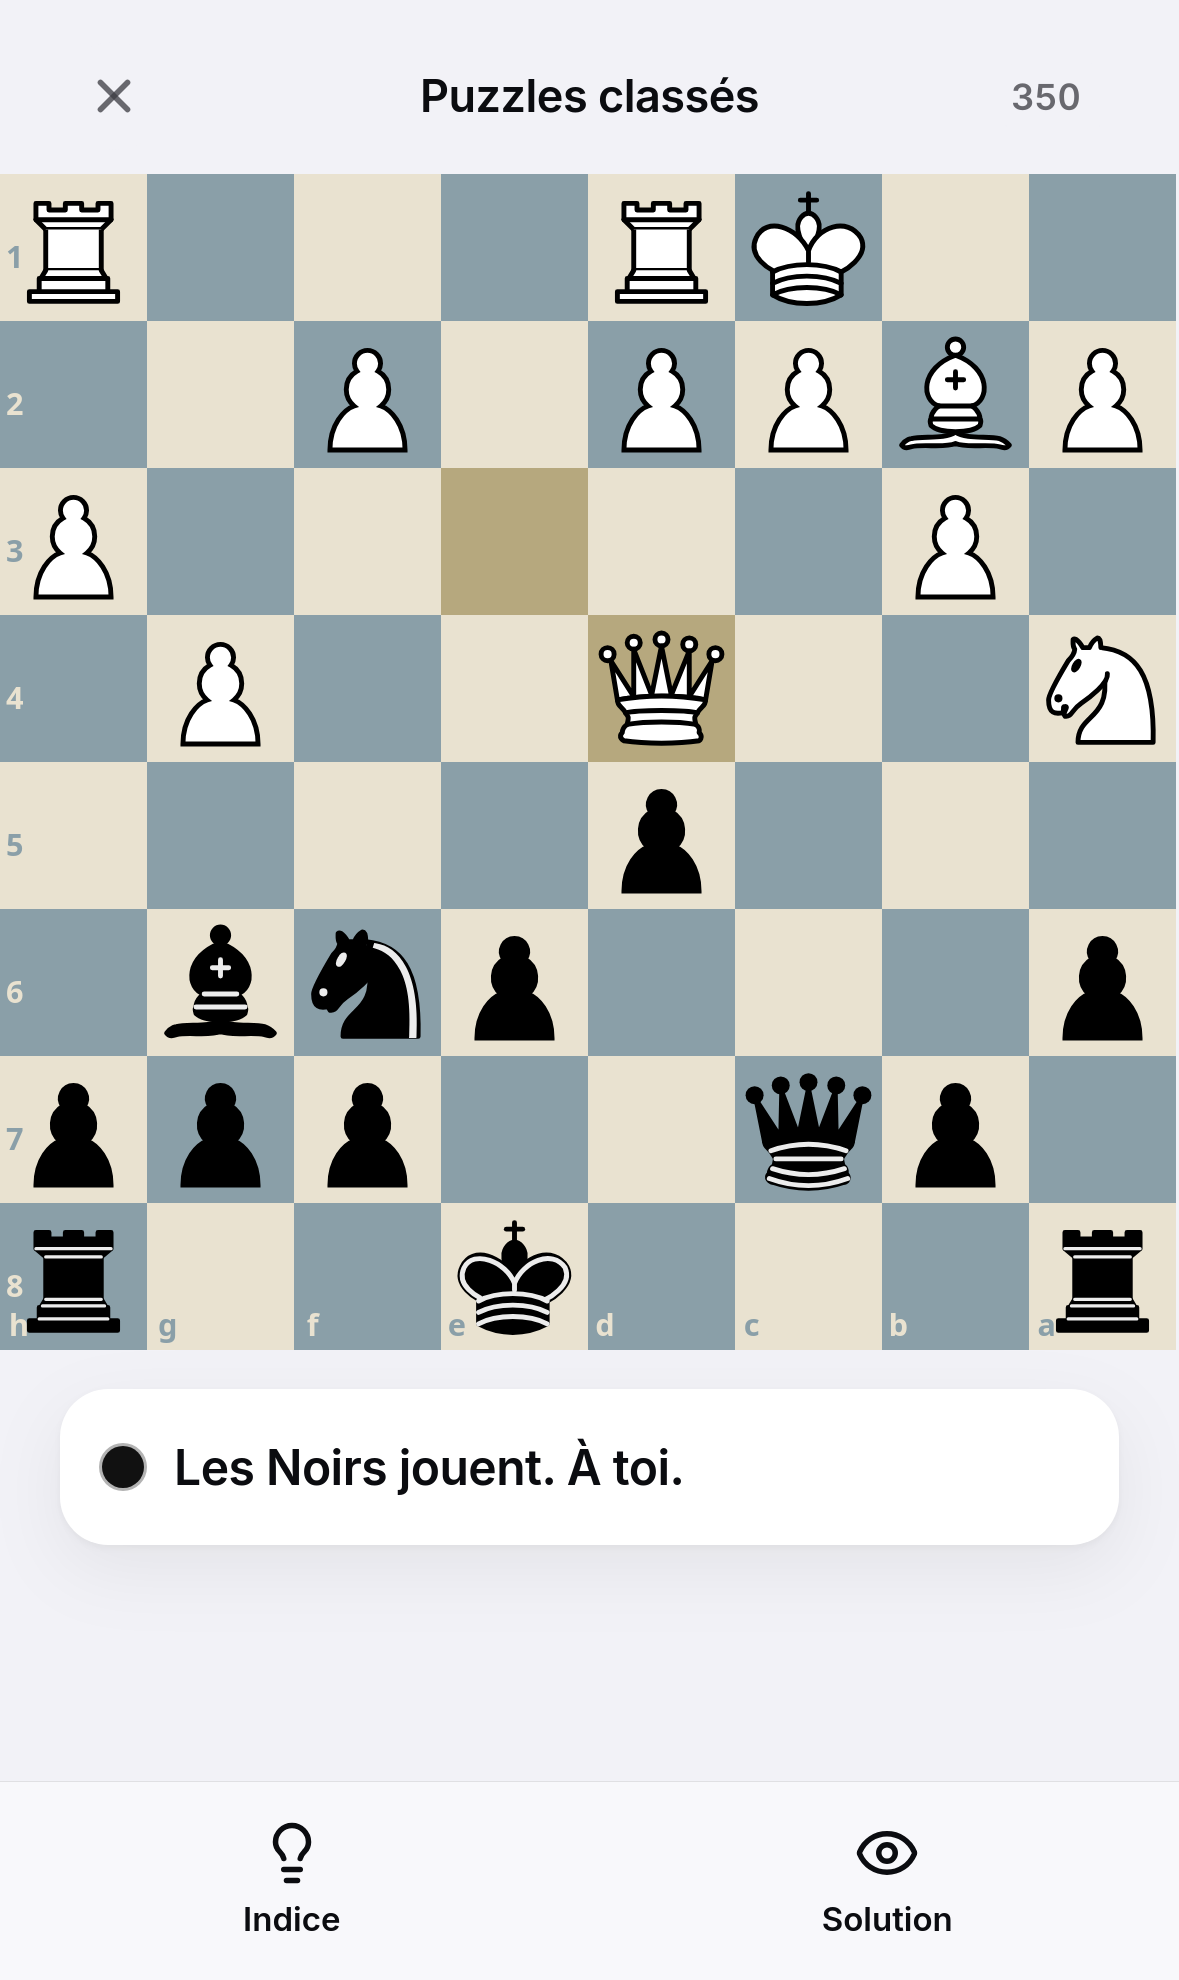 Puzzles classés
350
1
2
3
4
5
6
7
8
h g f e d c b a
Les Noirs jouent. À toi.
Indice
Solution